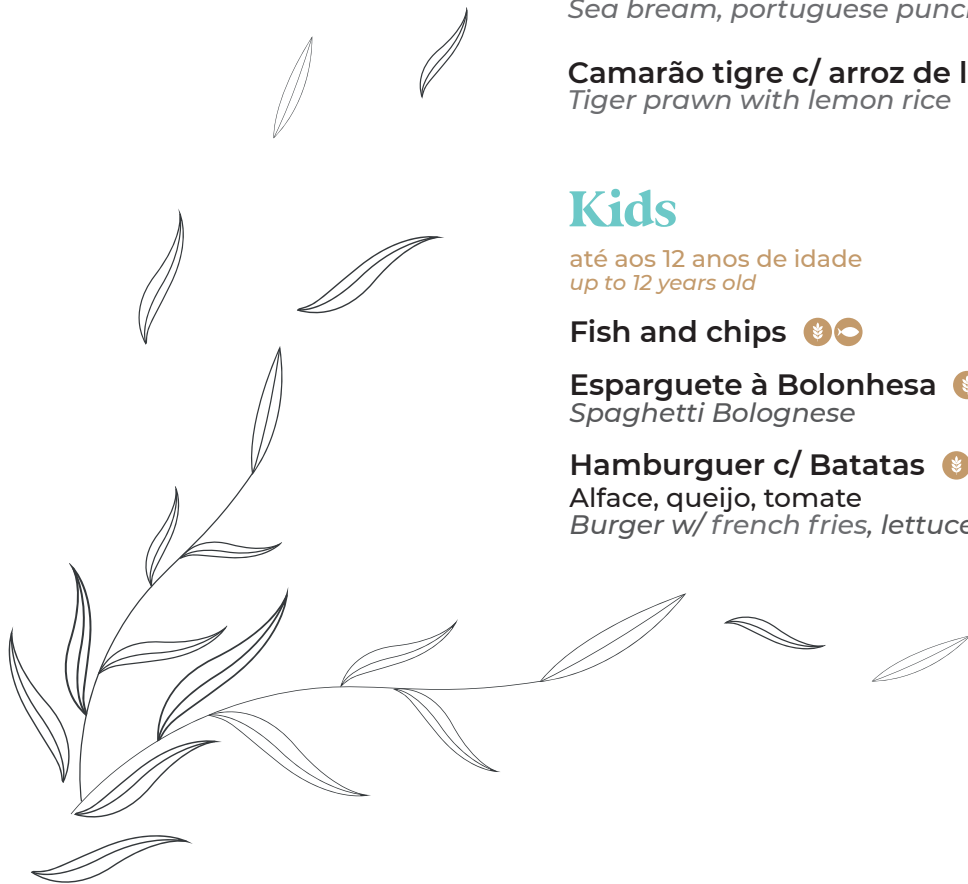 Sea bream, portuguese
Camarão tigre c/ arroz de
Tiger prawn with lemon rice
Kids
até aos 12 anos de idade
up to 12 years old
Fish and chips
Esparguete à Bolonhesa
Spaghetti Bolognese
Hamburguer c/ Batatas
Alface, queijo, tomate
Burger w/ french fries, lettuce